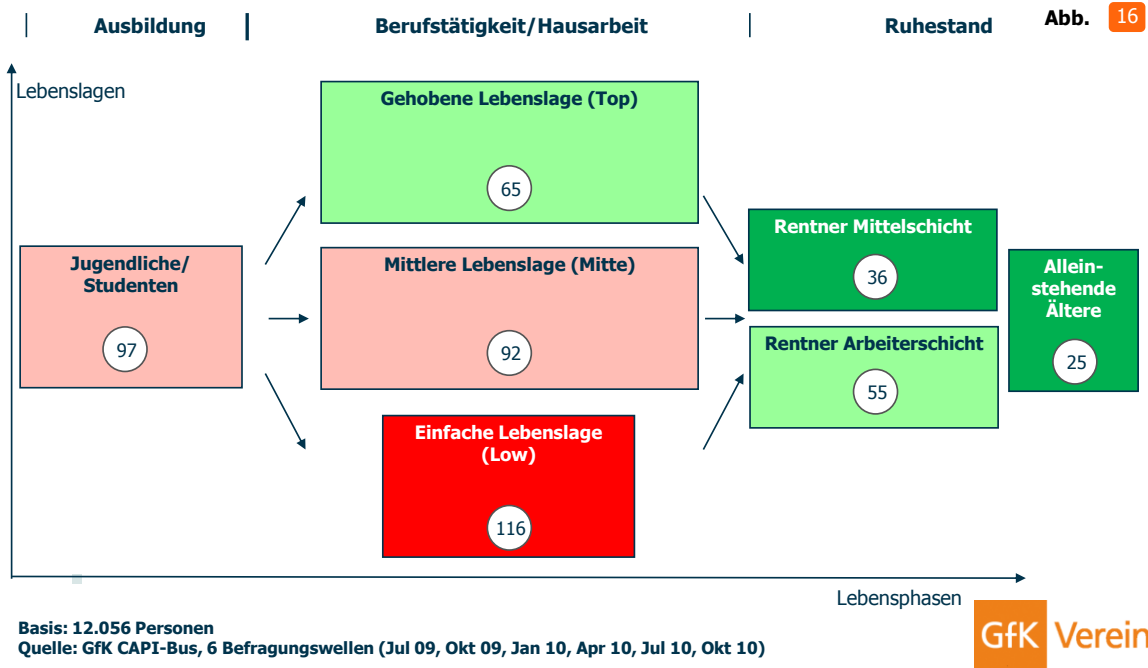 Ausbildung
Berufstätigkeit/Hausarbeit
Ruhestand
Abb. 16
Lebenslagen
Gehobene Lebenslage (Top)
65
Jugendliche/
Studenten
97
Mittlere Lebenslage (Mitte)
92
Einfache Lebenslage
(Low)
116
Rentner Mittelschicht
36
Rentner Arbeiterschicht
55
Allein-
stehende
Ältere
25
Lebensphasen
Basis: 12.056 Personen
Quelle: GfK CAPI-Bus, 6 Befragungswellen (Jul 09, Okt 09, Jan 10, Apr 10, Jul 10, Okt 10)
GfK Verein